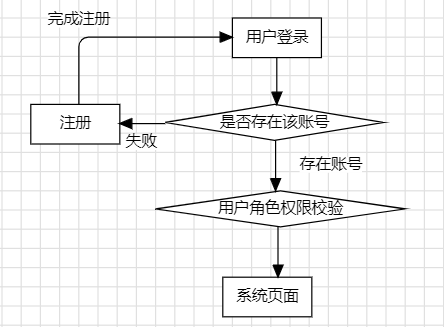 完成注册
用户登录
注册
是否存在该账号
失败
存在账号
用户角色权限校验
系统页面